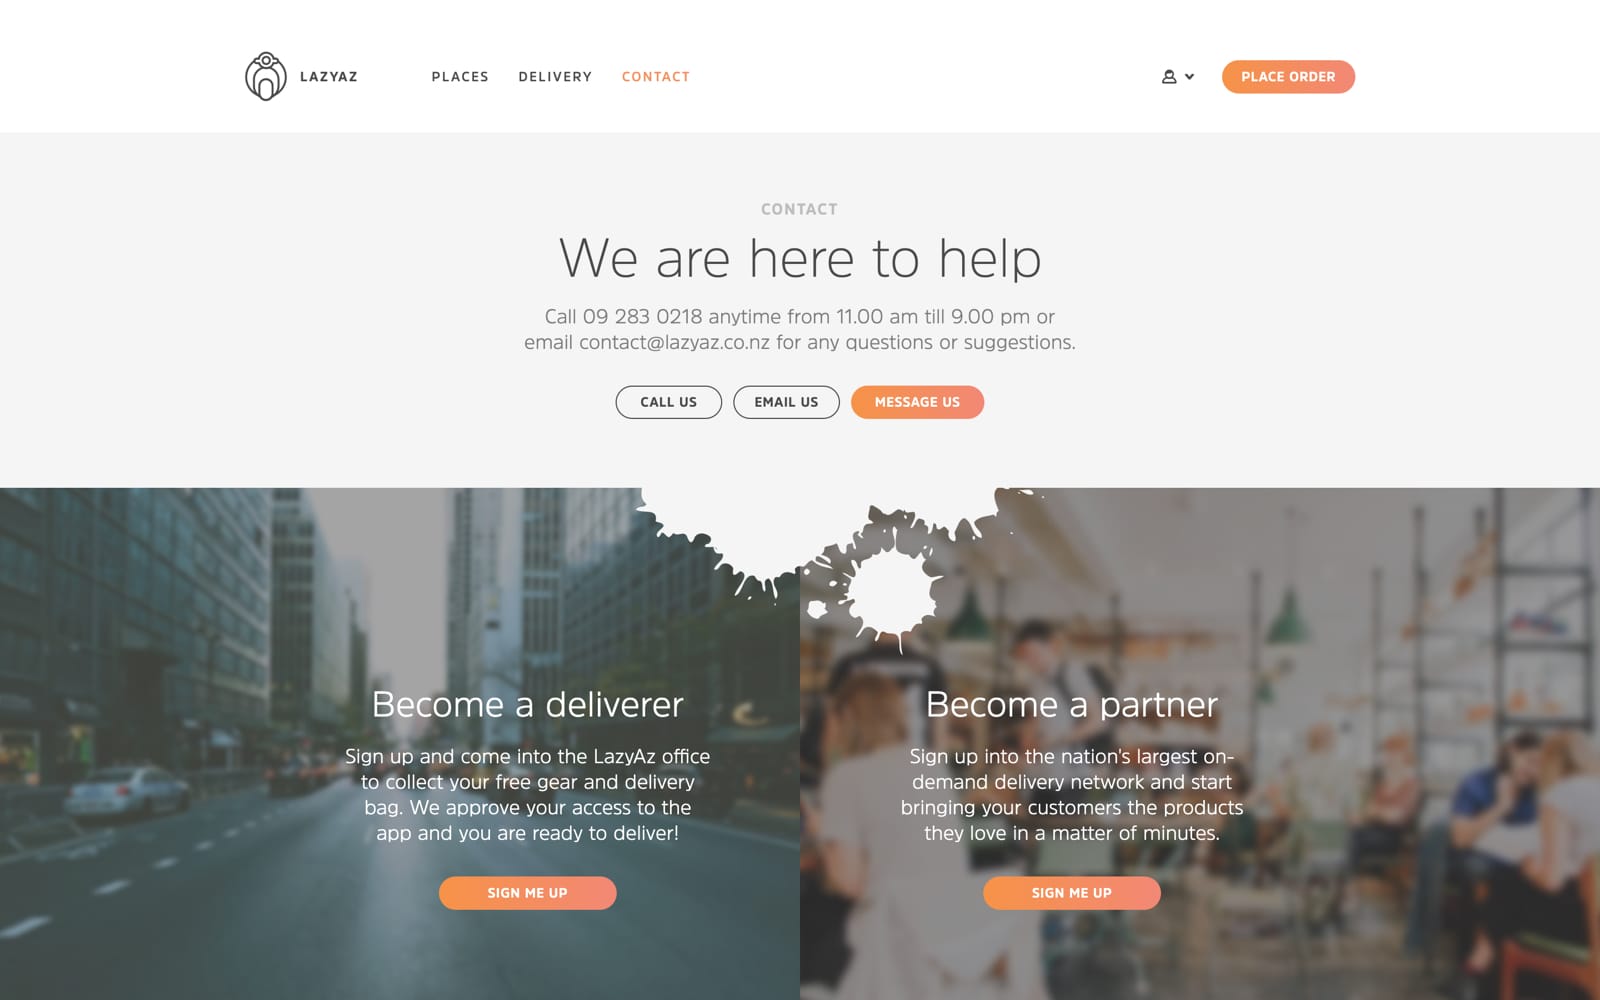 LAZYAZ
PLACES
DELIVERY
CONTACT
PLACE ORDER
CONTACT
We are here to help
Call 09 283 0218 anytime from 11.00 am till 9.00 pm or
email contact@lazyaz.co.nz for any questions or suggestions.
CALL US
EMAIL US
MESSAGE US
Become a deliverer
Sign up and come into the LazyAz office
to collect your free gear and delivery
bag. We approve your access to the
app and you are ready to deliver!
SIGN ME UP
Become a partner
Sign up into the nation's largest on-
demand delivery network and start
bringing your customers the products
they love in a matter of minutes.
SIGN ME UP